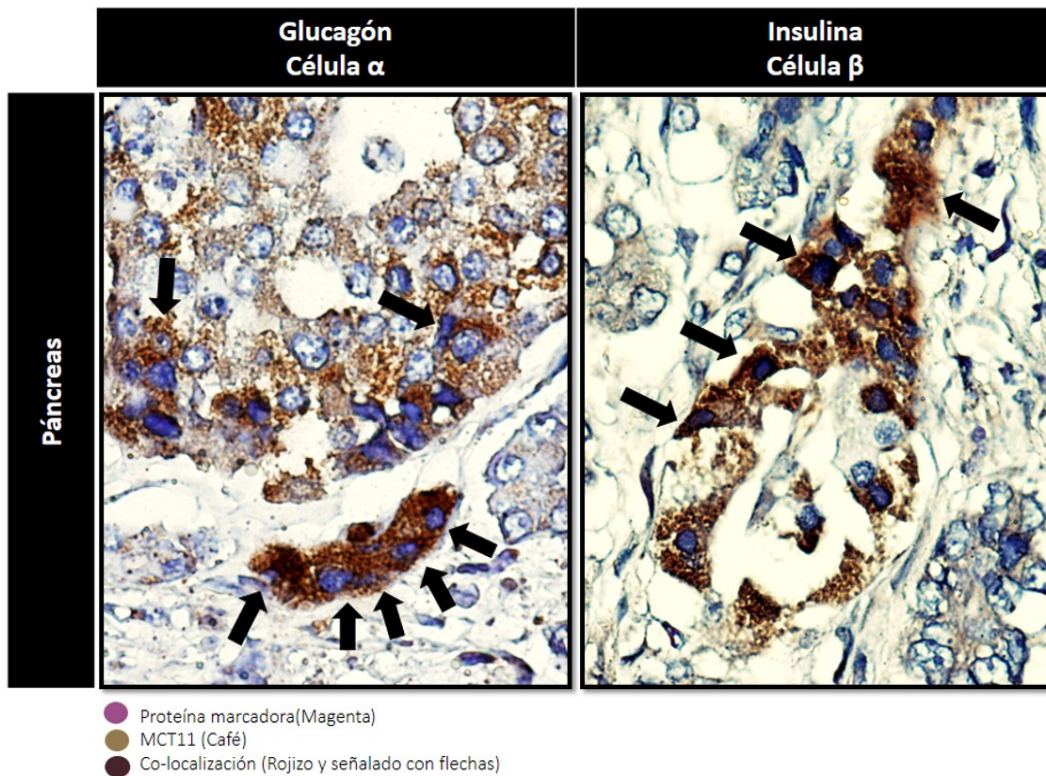 Glucagón
Célula α
Insulina
Célula β
Páncreas
Proteína marcadora(Magenta)
MCT11 (Café)
Co-localización (Rojizo y señalado con flechas)